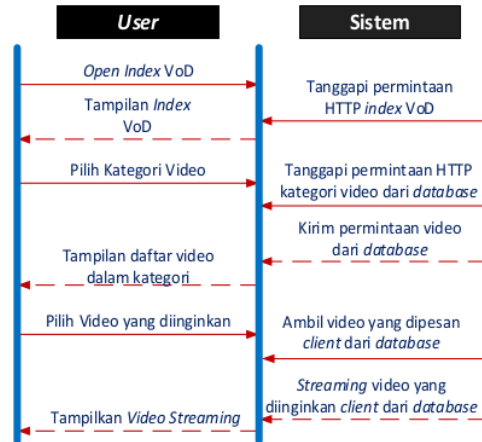 User
Sistem
Open Index VoD
Tanggapi permintaan
HTTP index VoD
Tampilan Index
VoD
Pilih Kategori Video
Tanggapi permintaan HTTP
kategori video dari database
Kirim permintaan video
dari database
Tampilan daftar video
dalam kategori
Pilih Video yang diinginkan
Ambil video yang dipesan
client dari database
Streaming video yang
diinginkan client dari database
Tampilkan Video Streaming